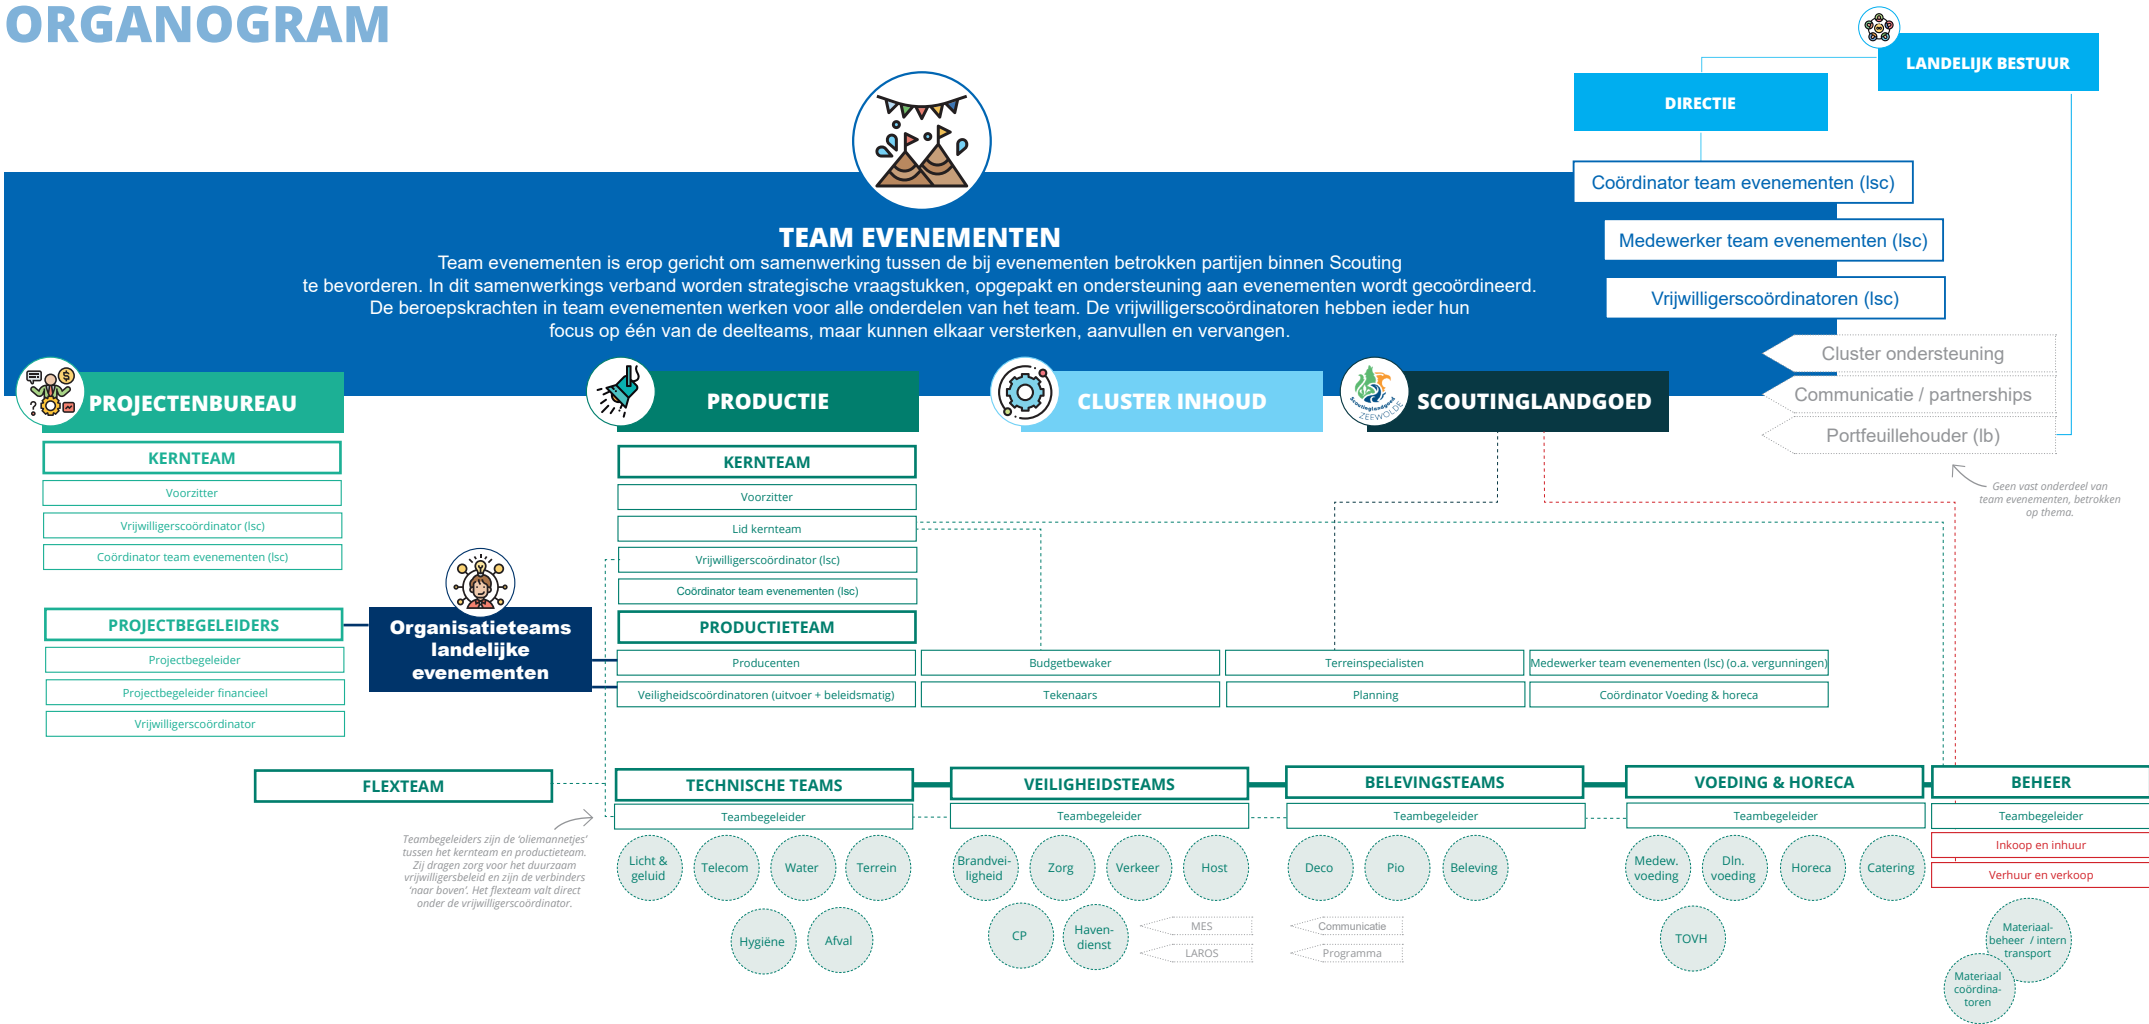 ORGANOGRAM
LANDELIJK BESTUUR
DIRECTIE
Coördinator team evenementen (lsc)
Medewerker team evenementen (lsc)
Vrijwilligerscoördinatoren (lsc)
Cluster ondersteuning
Communicatie / partnerships
Portfeuillehouder (lb)
Geen vast onderdeel van
team evenementen, betrokken
op thema.
TEAM EVENEMENTEN
Team evenementen is erop gericht om samenwerking tussen de bij evenementen betrokken partijen binnen Scouting
te bevorderen. In dit samenwerkings verband worden strategische vraagstukken, opgepakt en ondersteuning aan evenementen wordt gecoördineerd.
De beroepskrachten in team evenementen werken voor alle onderdelen van het team. De vrijwilligerscoördinatoren hebben ieder hun
focus op één van de deelteams, maar kunnen elkaar versterken, aanvullen en vervangen.
PROJECTENBUREAU
PRODUCTIE
CLUSTER INHOUD
Scoutinglandgoed
ZEEWOLDE
SCOUTINGLANDGOED
KERNTEAM
Voorzitter
Vrijwilligerscoördinator (lsc)
Coördinator team evenementen (lsc)
PROJECTBEGELEIDERS
Projectbegeleider
Projectbegeleider financieel
Vrijwilligerscoördinator
Organisatieteams
landelijke
evenementen
KERNTEAM
Voorzitter
Lid kernteam
Vrijwilligerscoördinator (lsc)
Coördinator team evenementen (lsc)
PRODUCTIETEAM
Producenten
Budgetbewaker
Terreinspecialisten
Medewerker team evenementen (lsc) (o.a. vergunningen)
Veiligheidscoördinatoren (uitvoer + beleidsmatig)
Tekenaars
Planning
Coördinator Voeding & horeca
FLEXTEAM
Teambegeleiders zijn de ‘oliemannetjes’
tussen het kernteam en productieteam.
Zij dragen zorg voor het duurzaam
vrijwilligersbeleid en zijn de verbinders
‘naar boven’. Het flexteam valt direct
onder de vrijwilligerscoördinator.
TECHNISCHE TEAMS
Teambegeleider
Licht &
geluid
Telecom
Water
Terrein
Hygiëne
Afval
VEILIGHEIDSTEAMS
Teambegeleider
Brandvei-
ligheid
Zorg
Verkeer
Host
CP
Haven-
dienst
MES
LAROS
BELEVINGSTEAMS
Teambegeleider
Deco
Pio
Beleving
Communicatie
Programma
VOEDING & HORECA
Teambegeleider
Medew.
voeding
Dln.
voeding
Horeca
Catering
TOVH
BEHEER
Teambegeleider
Inkoop en inhuur
Verhuur en verkoop
Materiaal-
beheer / intern
transport
Materiaal
coördina-
toren